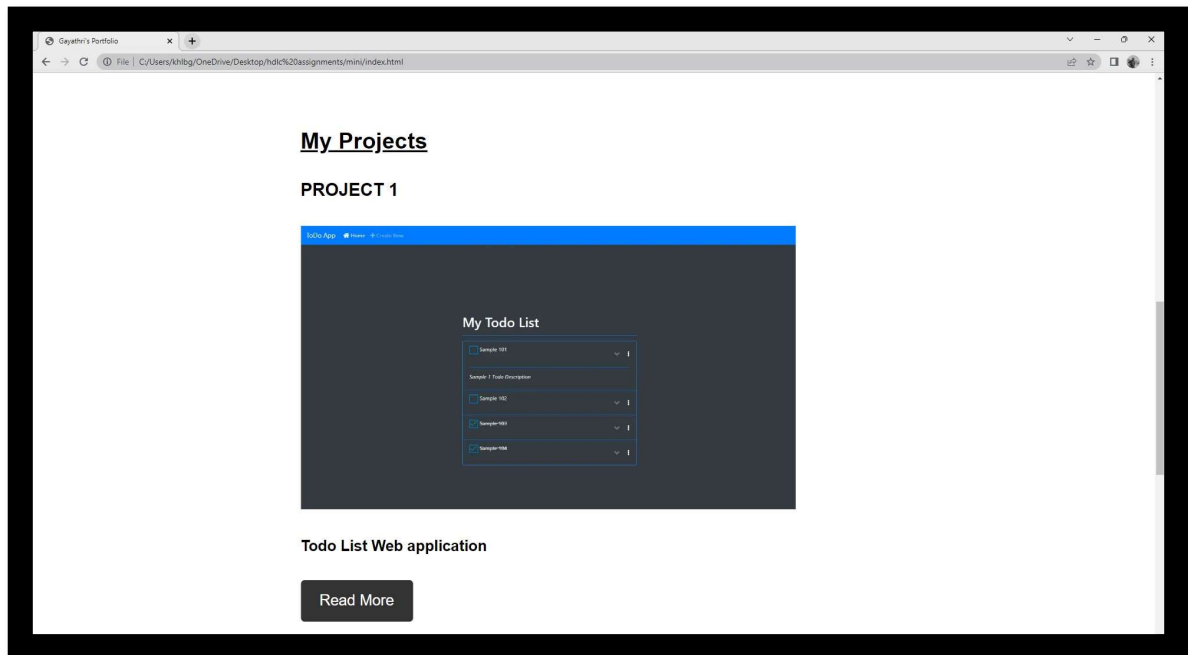 Gayathri's Portfolio
File | C:/Users/khlbg/OneDrive/Desktop/hdlc%20assignments/mini/index.html
My Projects
PROJECT 1
ToDo App Home Create New
My Todo List
Sample 101
Sample 1 Todo Description
Sample 102
Sample 103
Sample 104
Todo List Web application
Read More